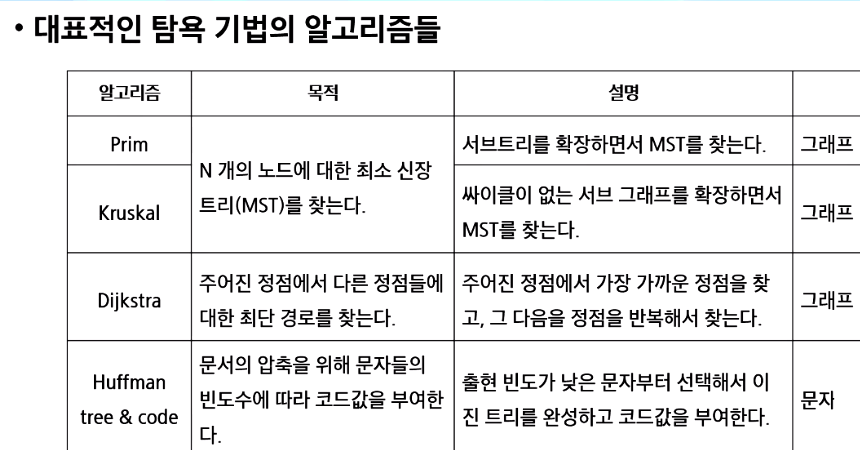 • 대표적인 탐욕 기법의 알고리즘들
알고리즘 목적 설명
Prim
N 개의 노드에 대한 최소 신장
트리(MST)를 찾는다.
서브트리를 확장하면서 MST를 찾는다.
그래프
Kruskal
싸이클이 없는 서브 그래프를 확장하면서
MST를 찾는다.
그래프
Dijkstra
주어진 정점에서 다른 정점들에
대한 최단 경로를 찾는다.
주어진 정점에서 가장 가까운 정점을 찾
고, 그 다음을 정점을 반복해서 찾는다.
그래프
Huffman
tree & code
문서의 압축을 위해 문자들의
빈도수에 따라 코드값을 부여한
다.
출현 빈도가 낮은 문자부터 선택해서 이
진 트리를 완성하고 코드값을 부여한다.
문자